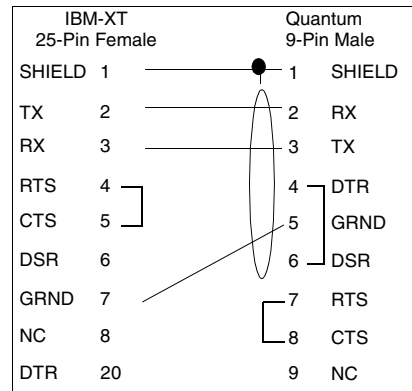 IBM-XT Quantum
25-Pin Female 9-Pin Male
SHIELD 1 1 SHIELD
TX 2 2 RX
RX 3 3 TX
RTS 4 4 DTR
CTS 5 5 GRND
DSR 6 6 DSR
GRND 7 7 RTS
NC 8 8 CTS
DTR 20 9 NC